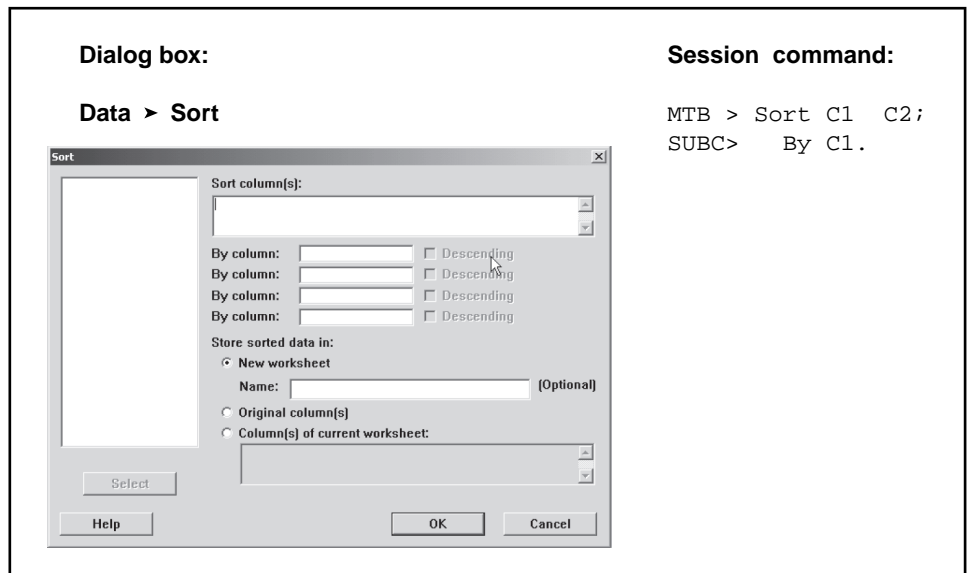 Dialog box:
Data ➤ Sort
Sort
Sort column(s):
By column: Descending
By column: Descending
By column: Descending
By column: Descending
Store sorted data in:
New worksheet
Name: (Optional)
Original column(s)
Column(s) of current worksheet:
Select
Help OK Cancel
Session command:
MTB > Sort C1 C2;
SUBC> By C1.